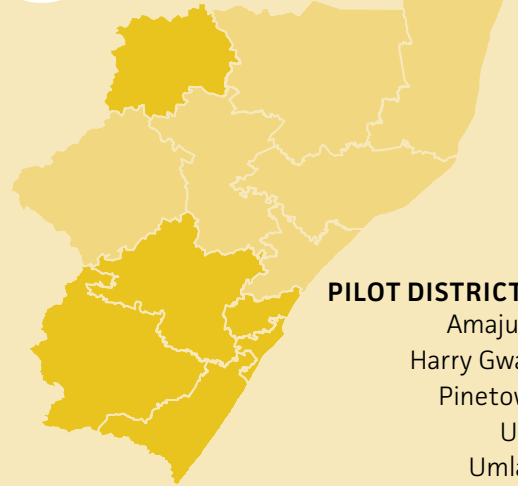 PILOT DISTRICT
Amaju
Harry Gwa
Pinetow
U
Umla